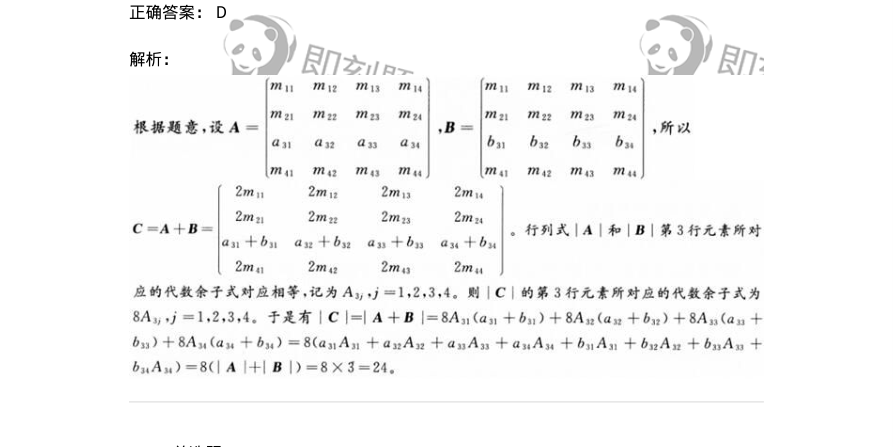 正确答案： D
解析：
即刻题
即刻
根据题意,设 A = [m₁₁ m₁₂ m₁₃ m₁₄; m₂₁ m₂₂ m₂₃ m₂₄; a₃₁ a₃₂ a₃₃ a₃₄; m₄₁ m₄₂ m₄₃ m₄₄], B = [m₁₁ m₁₂ m₁₃ m₁₄; m₂₁ m₂₂ m₂₃ m₂₄; b₃₁ b₃₂ b₃₃ b₃₄; m₄₁ m₄₂ m₄₃ m₄₄] ,所以
C = A + B = [2m₁₁ 2m₁₂ 2m₁₃ 2m₁₄; 2m₂₁ 2m₂₂ 2m₂₃ 2m₂₄; a₃₁ + b₃₁ a₃₂ + b₃₂ a₃₃ + b₃₃ a₃₄ + b₃₄; 2m₄₁ 2m₄₂ 2m₄₃ 2m₄₄] 。行列式 | A | 和 | B | 第 3 行元素所对
应的代数余子式对应相等,记为 A₃ⱼ ,j = 1,2,3,4。则 | C | 的第 3 行元素所对应的代数余子式为
8A₃ⱼ ,j = 1,2,3,4。于是有 | C | = | A + B | = 8A₃₁(a₃₁ + b₃₁) + 8A₃₂(a₃₂ + b₃₂) + 8A₃₃(a₃₃ +
b₃₃) + 8A₃₄(a₃₄ + b₃₄) = 8(a₃₁A₃₁ + a₃₂A₃₂ + a₃₃A₃₃ + a₃₄A₃₄ + b₃₁A₃₁ + b₃₂A₃₂ + b₃₃A₃₃ +
b₃₄A₃₄) = 8(| A | + | B |) = 8 × 3 = 24。